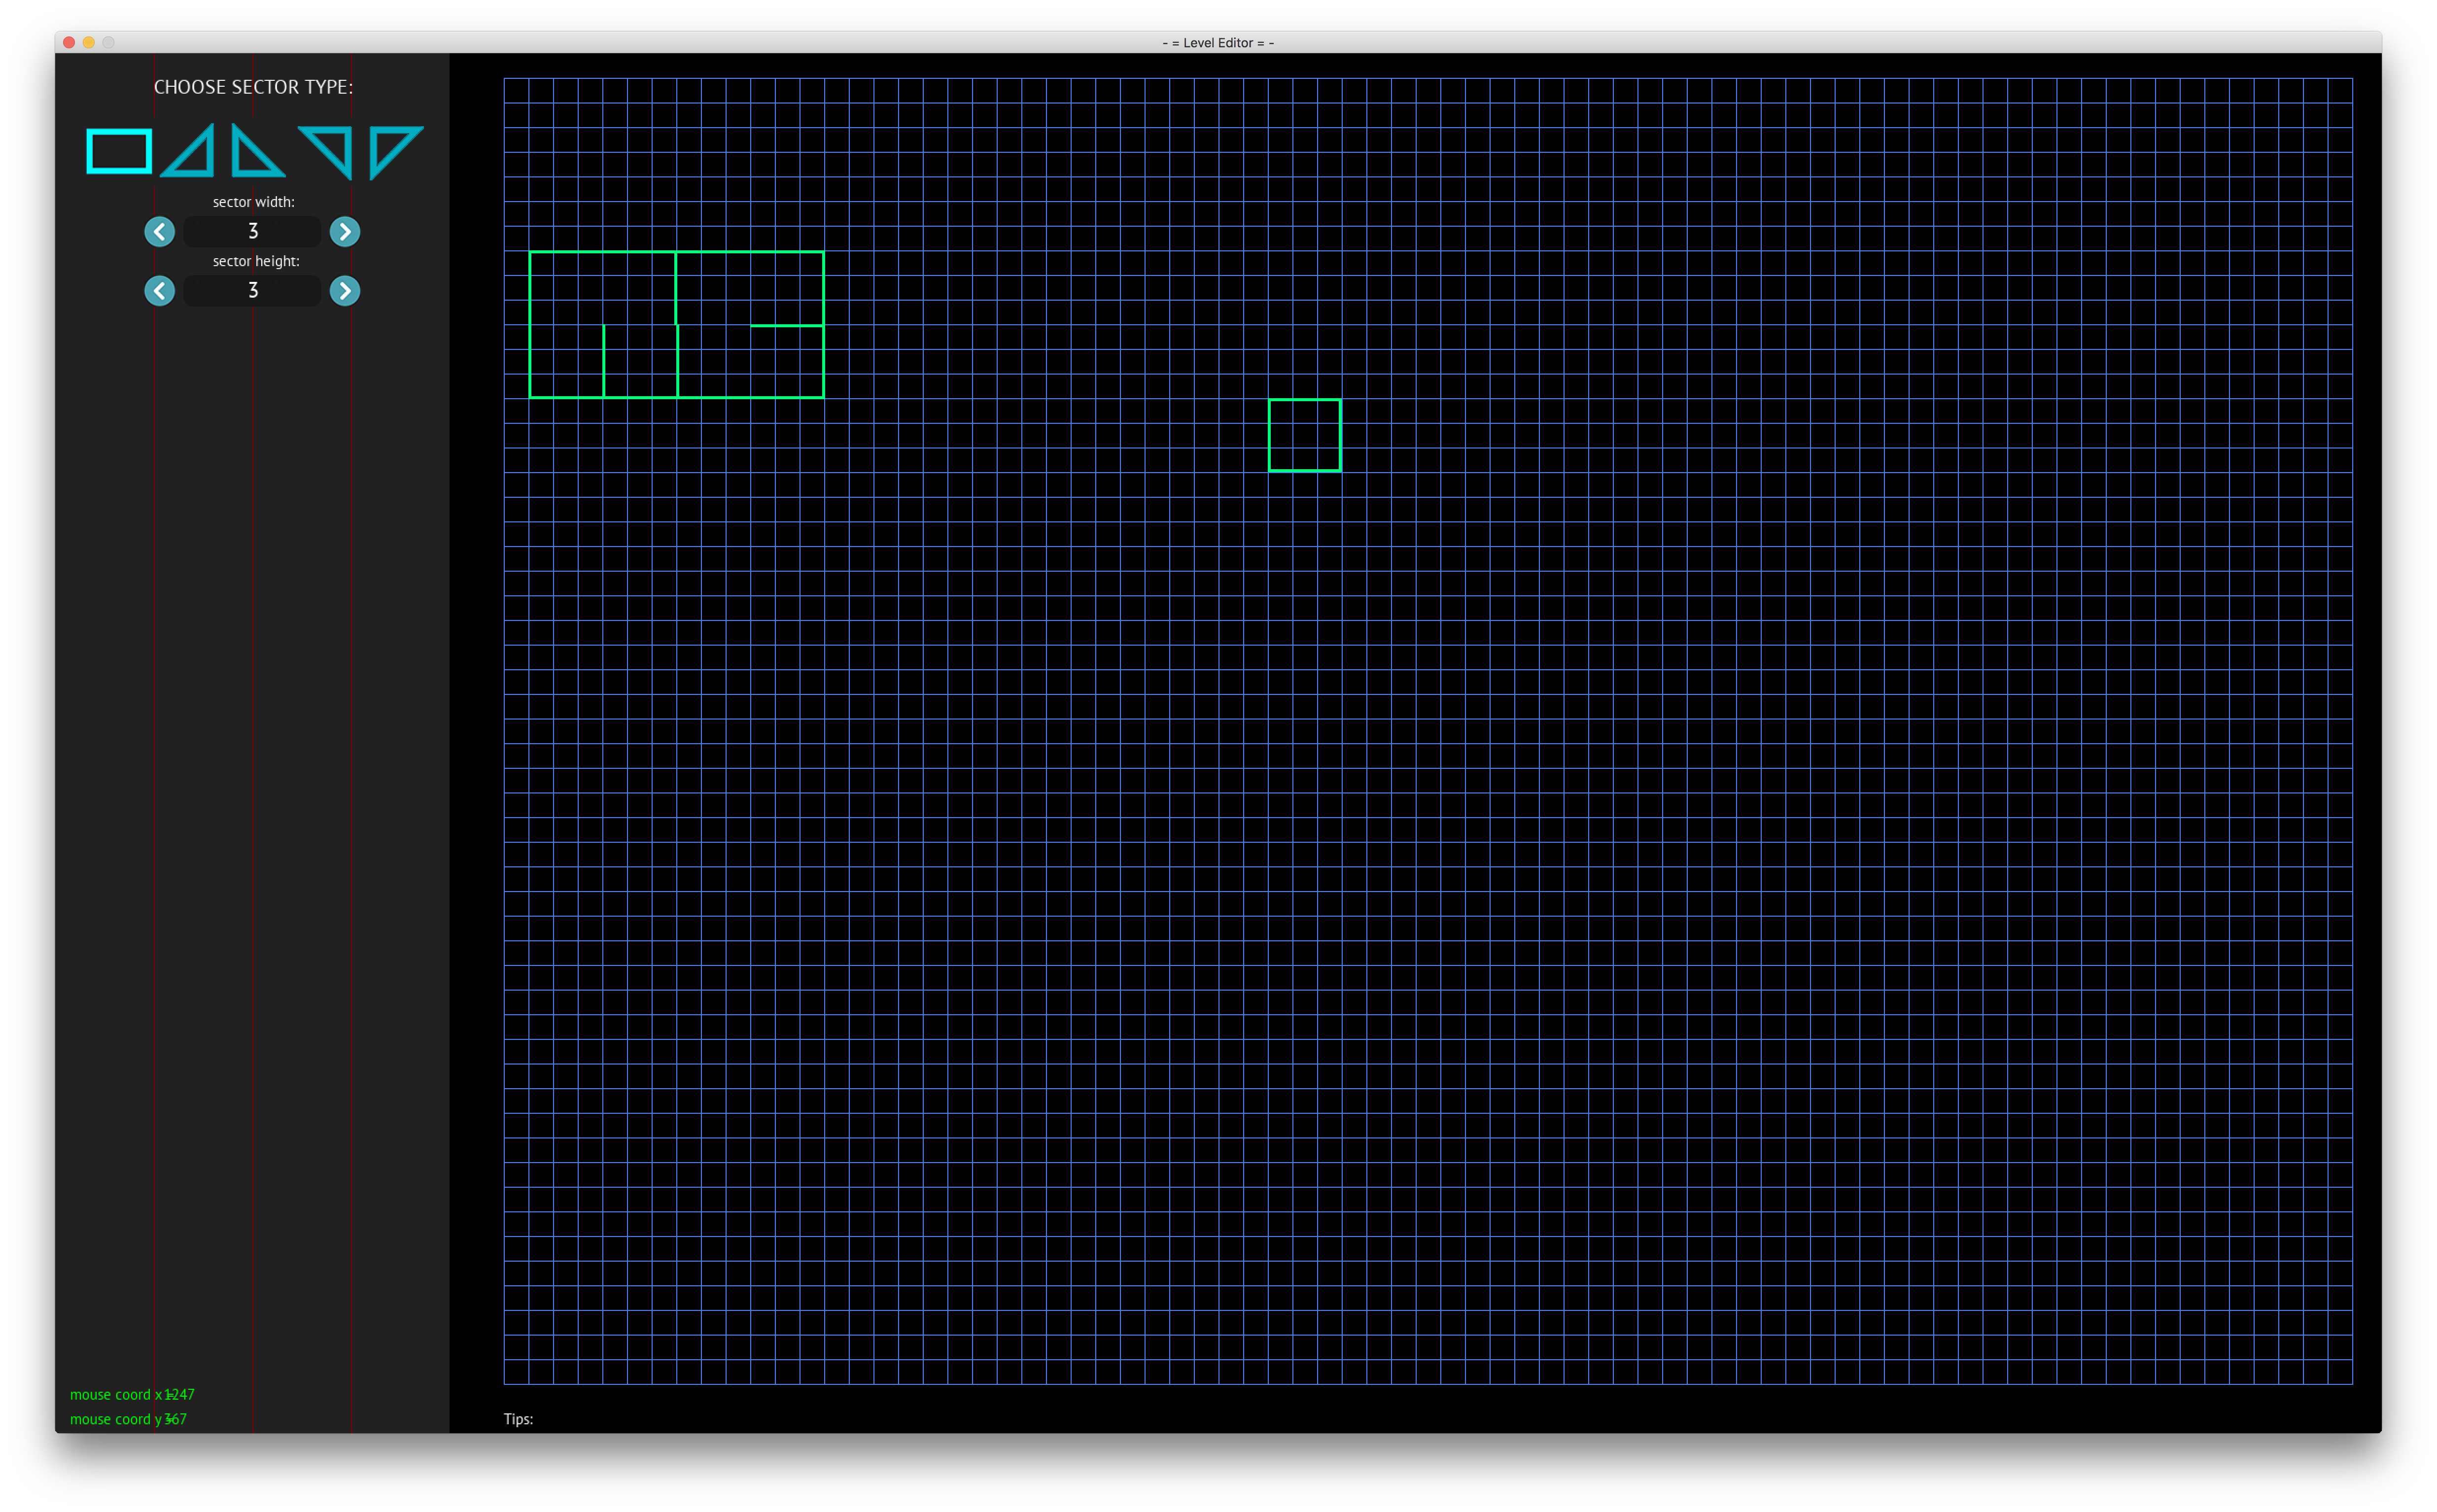 - = Level Editor = -
CHOOSE SECTOR TYPE:
sector width:
3
sector height:
3
mouse coord x = 1247
mouse coord y = 367
Tips: